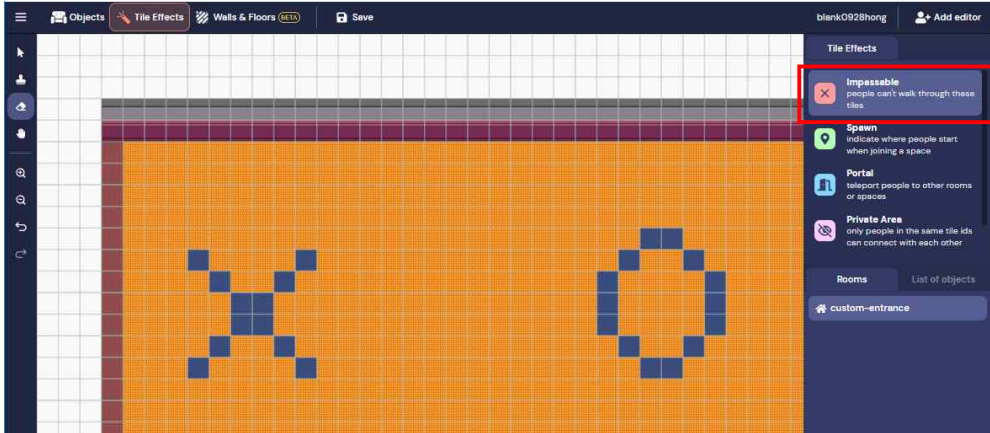 Objects Tile Effects Walls & Floors (BETA) Save blank0928hong Add editor
Tile Effects
Impassable
people can't walk through these
tiles
Spawn
indicate where people start
when joining a space
Portal
teleport people to other rooms
or spaces
Private Area
only people in the same tile ids
can connect with each other
Rooms List of objects
custom-entrance